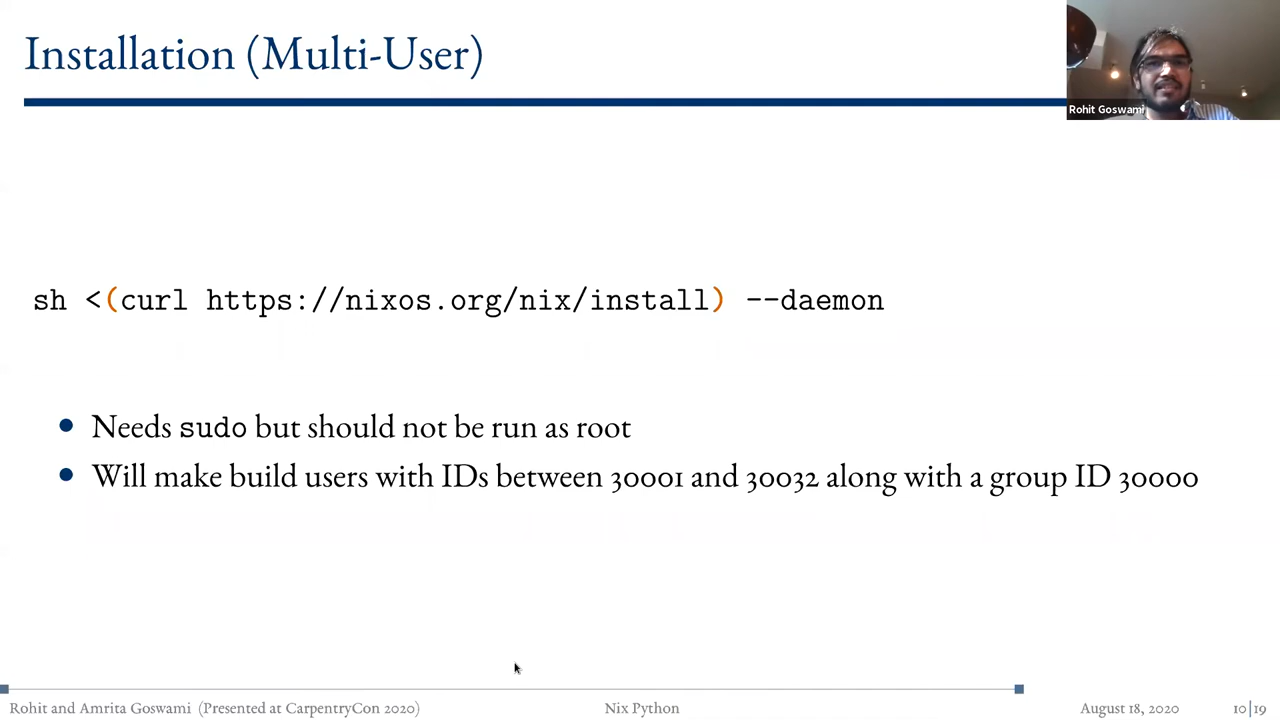 Installation (Multi-User)
Rohit Goswami
sh <(curl https://nixos.org/nix/install) --daemon
• Needs sudo but should not be run as root
• Will make build users with IDs between 30001 and 30032 along with a group ID 30000
Rohit and Amrita Goswami (Presented at CarpentryCon 2020) Nix Python August 18, 2020 10|19